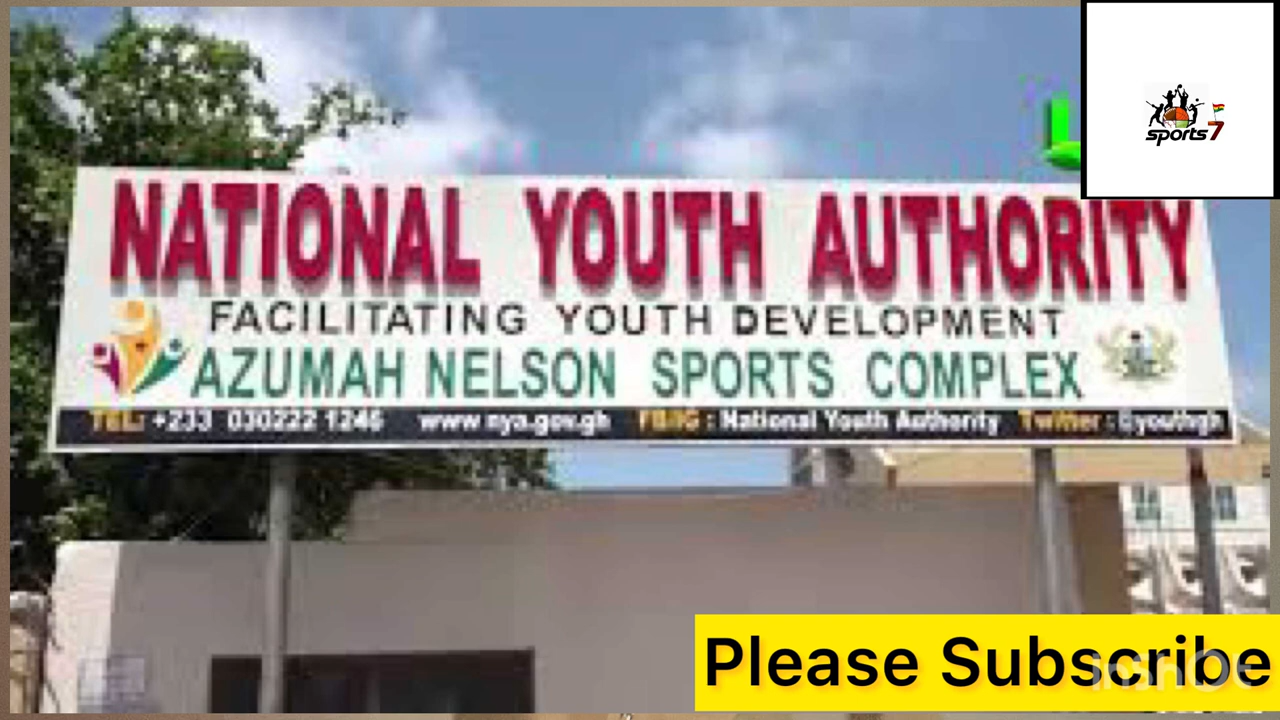 sports7
NATIONAL YOUTH AUTHORITY
FACILITATING YOUTH DEVELOPMENT
AZUMAH NELSON SPORTS COMPLEX
TEL: +233 030222 1246 www.nya.gov.gh FB/IG : National Youth Authority Twitter : @youthgh
Please Subscribe
InShOt